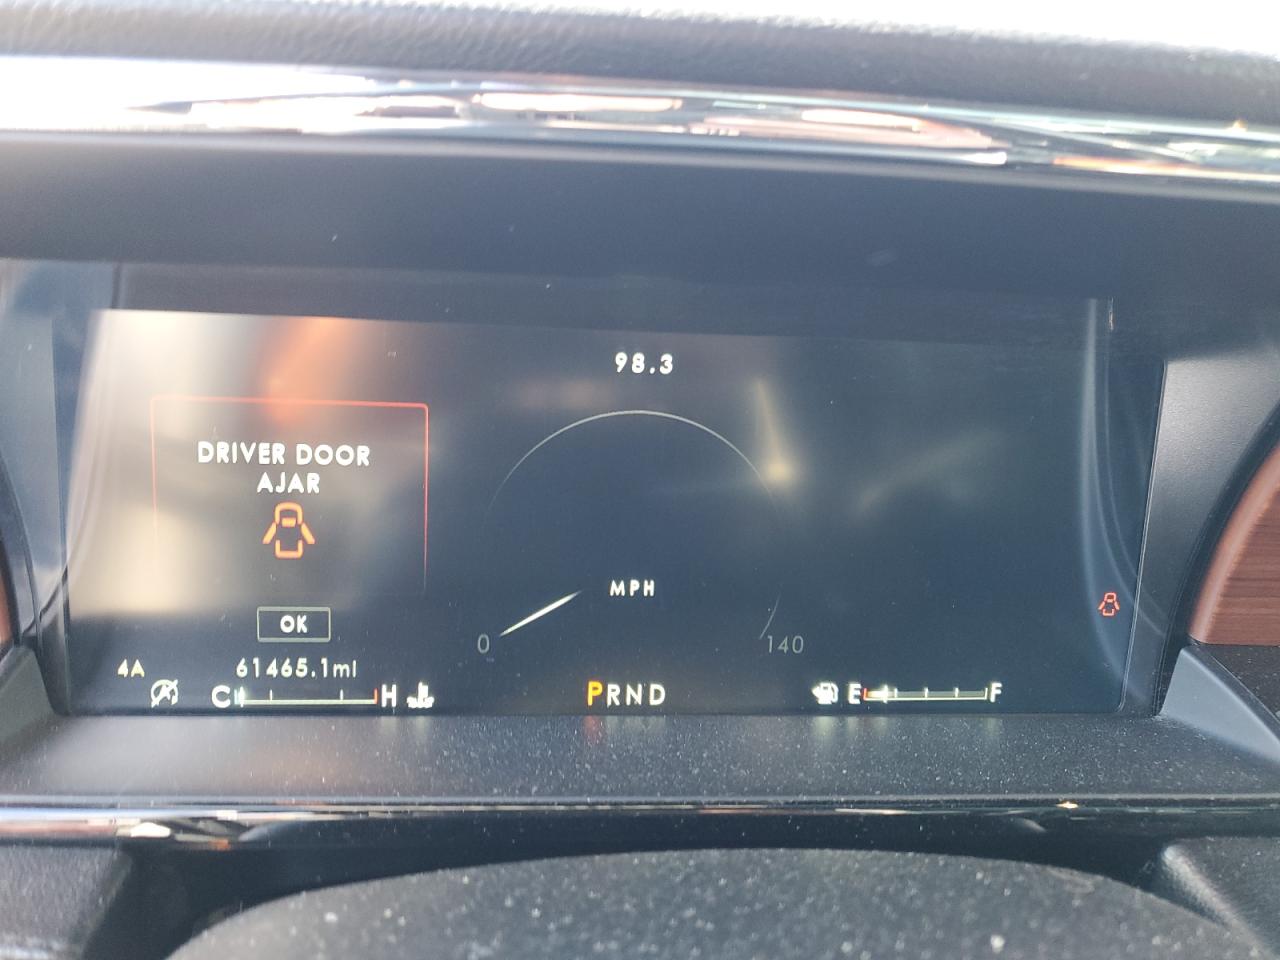 98.3
DRIVER DOOR
AJAR
MPH
OK
0
140
4A
61465.1mi
C H
PRND
E F